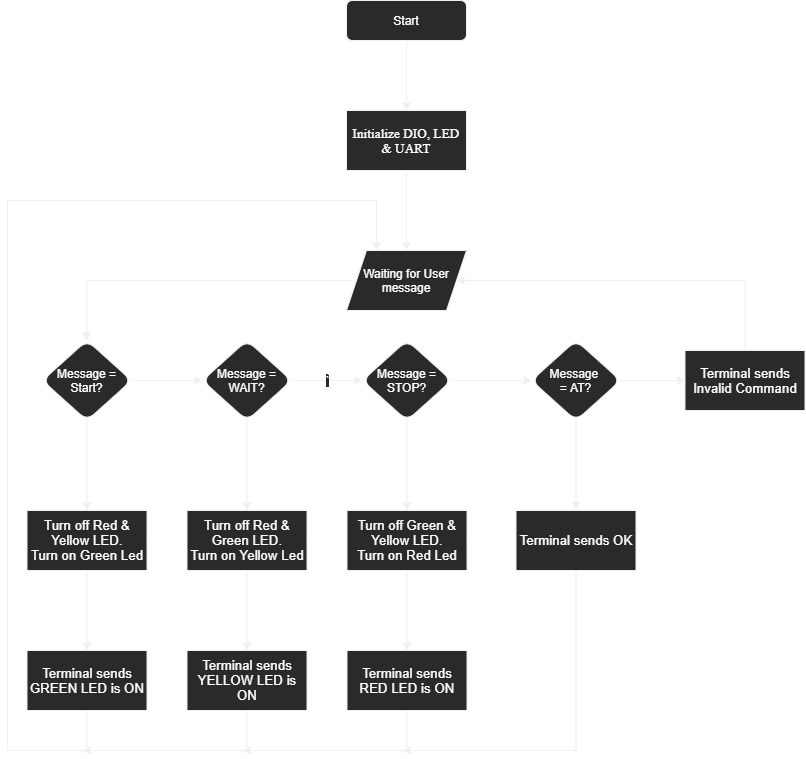 Start
Initialize DIO, LED
& UART
Waiting for User
message
Message =
Start?
Message =
WAIT?
i
Message =
STOP?
Message
= AT?
Terminal sends
Invalid Command
Turn off Red &
Yellow LED.
Turn on Green Led
Turn off Red &
Green LED.
Turn on Yellow Led
Turn off Green &
Yellow LED.
Turn on Red Led
Terminal sends OK
Terminal sends
GREEN LED is ON
Terminal sends
YELLOW LED is
ON
Terminal sends
RED LED is ON